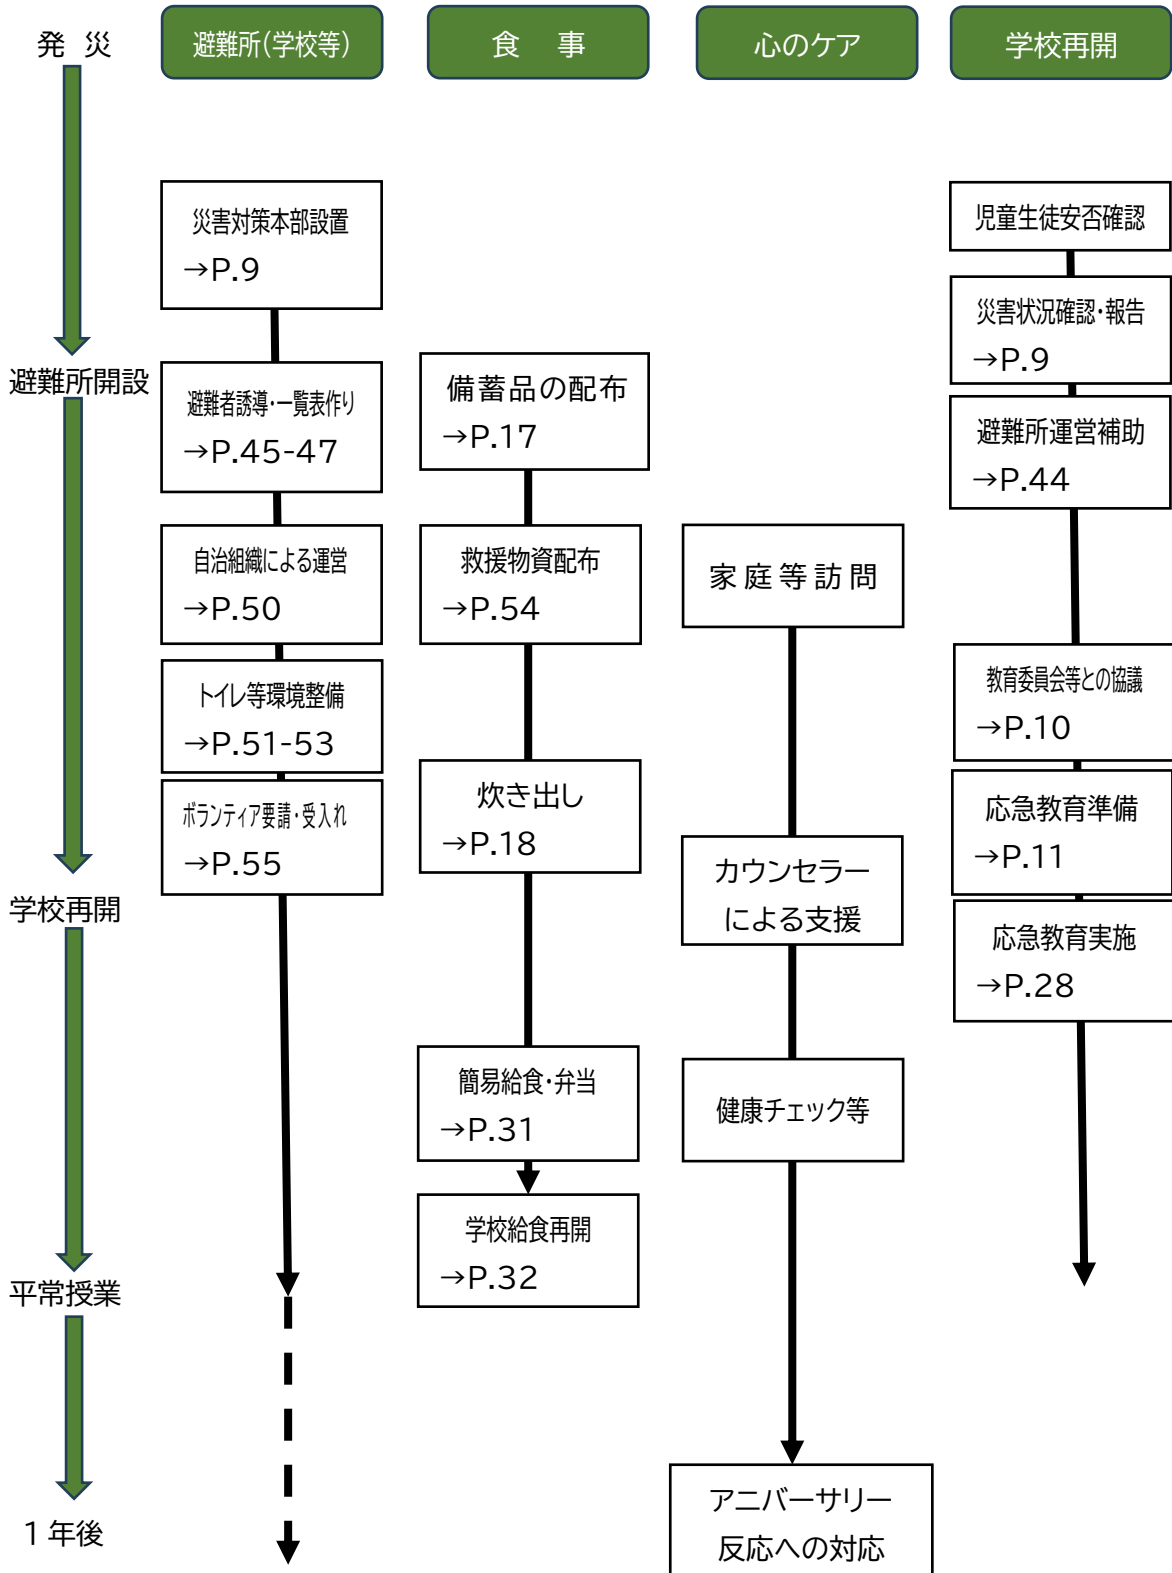 発 災
避難所(学校等)
食 事
心のケア
学校再開
災害対策本部設置
→P.9
児童生徒安否確認
災害状況確認・報告
→P.9
避難所開設
避難者誘導・一覧表作り
→P.45-47
備蓄品の配布
→P.17
避難所運営補助
→P.44
自治組織による運営
→P.50
救援物資配布
→P.54
家庭等訪問
トイレ等環境整備
→P.51-53
教育委員会等との協議
→P.10
ボランティア要請・受入れ
→P.55
炊き出し
→P.18
カウンセラー
による支援
応急教育準備
→P.11
学校再開
応急教育実施
→P.28
簡易給食・弁当
→P.31
健康チェック等
学校給食再開
→P.32
平常授業
アニバーサリー
反応への対応
1年後